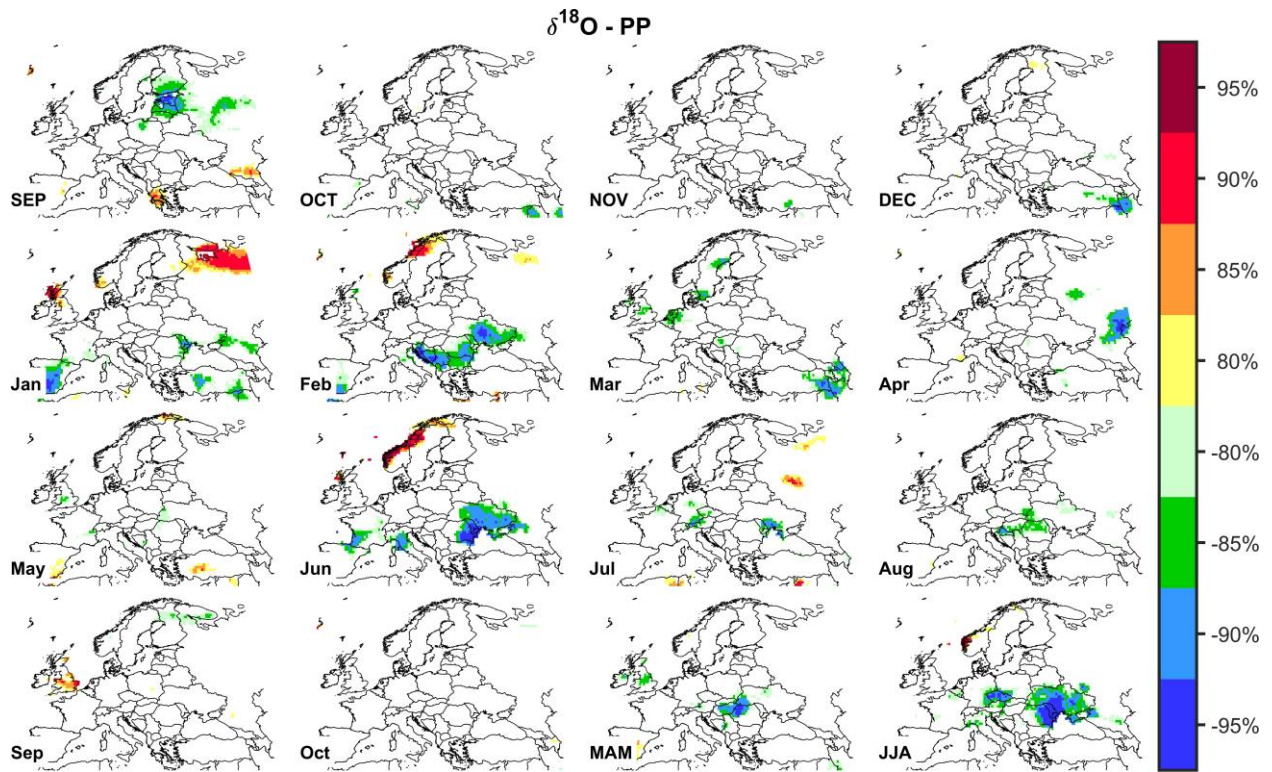 δ¹⁸O - PP
SEP
OCT
NOV
DEC
Jan
Feb
Mar
Apr
May
Jun
Jul
Aug
Sep
Oct
MAM
JJA
95%
90%
85%
80%
-80%
-85%
-90%
-95%